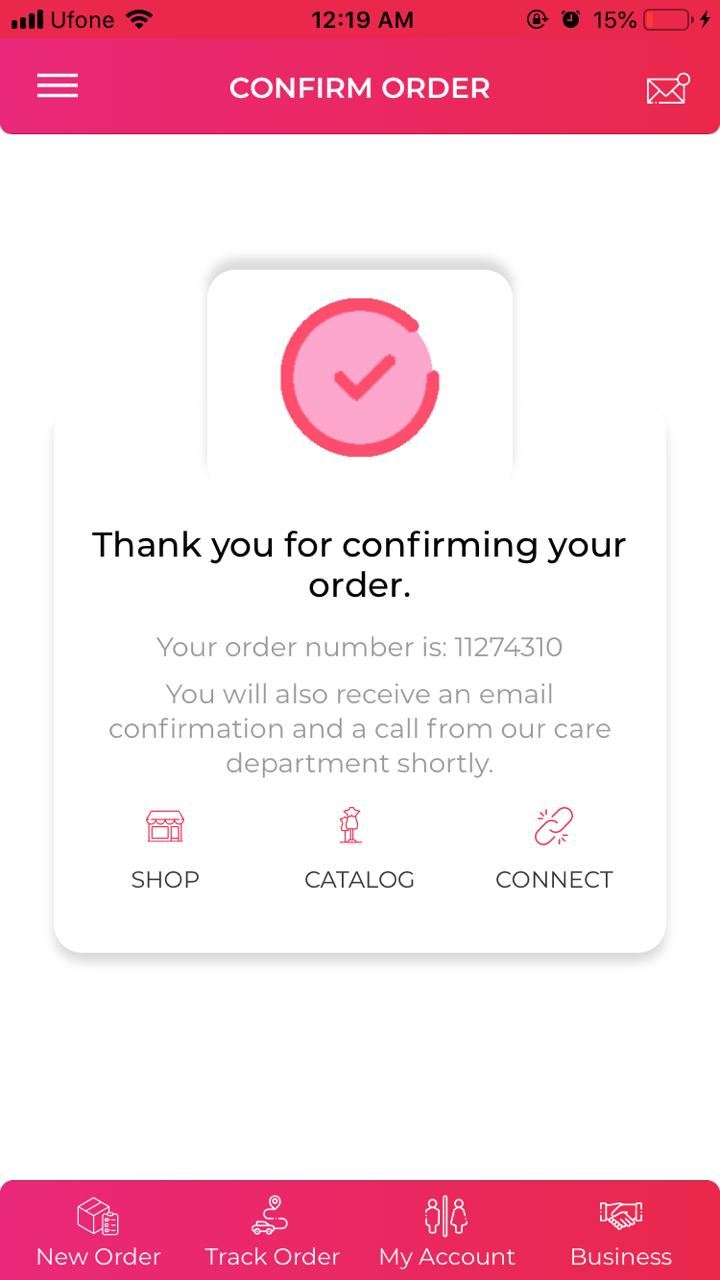 Ufone 12:19 AM 15%
CONFIRM ORDER
Thank you for confirming your
order.
Your order number is: 11274310
You will also receive an email
confirmation and a call from our care
department shortly.
SHOP CATALOG CONNECT
New Order Track Order My Account Business